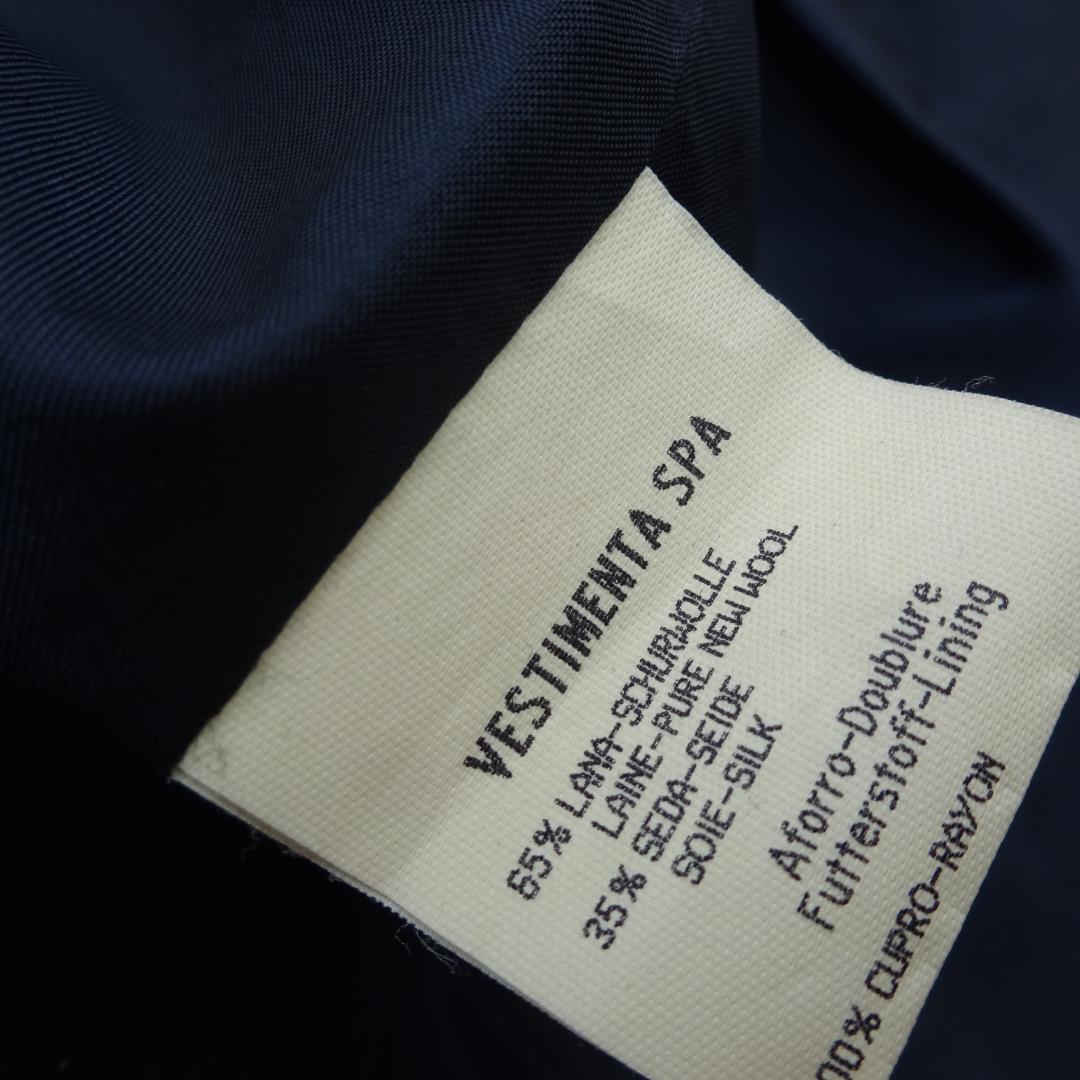 VESTIMENTA SPA
65% LANA-SCHURWOLLE
LAINE-PURE NEW WOOL
35% SEDA-SEIDE
SOIE-SILK
Aforro-Doublure
Futterstoff-Lining
00% CUPRO-RAYON